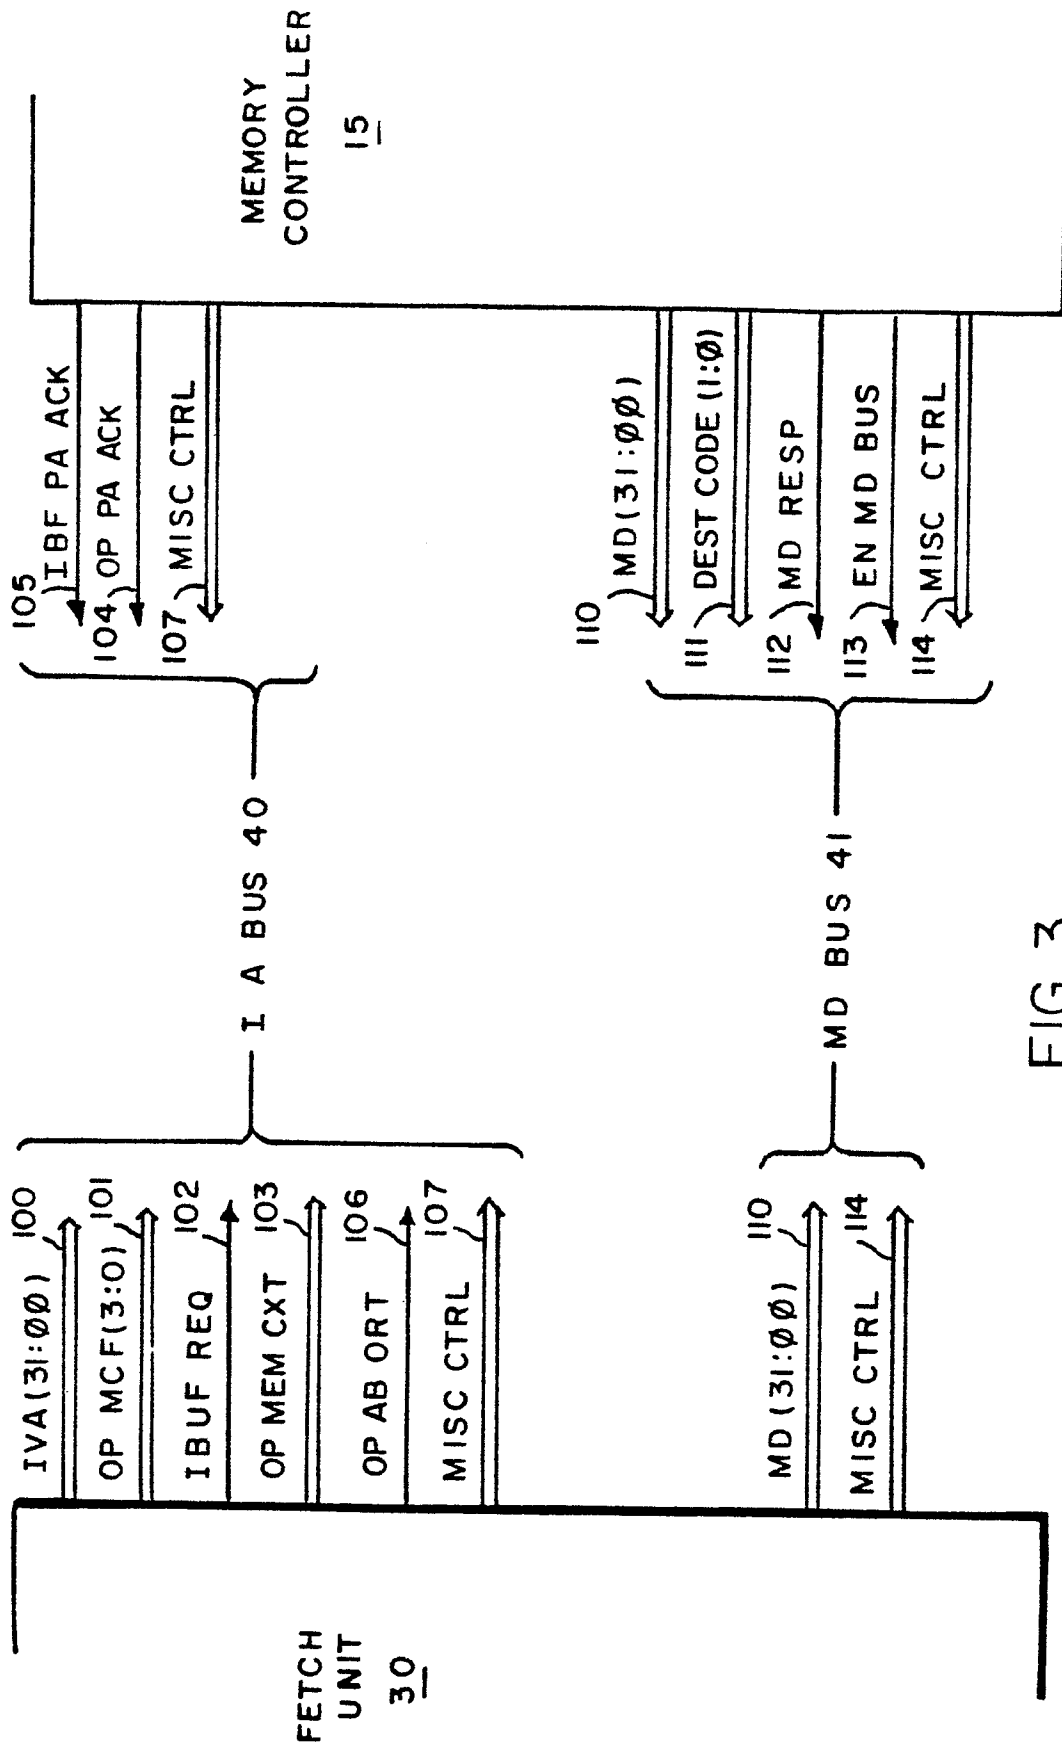 FETCH
UNIT
30
IVA(31:ØØ)
100
OP MCF(3:0)
101
IBUF REQ
102
OP MEM CXT
103
OP AB ORT
106
MISC CTRL
107
I A BUS 40
105
IBF PA ACK
104
OP PA ACK
107
MISC CTRL
MEMORY
CONTROLLER
15
MD (31:ØØ)
110
MISC CTRL
114
MD BUS 41
110
MD(31:ØØ)
111
DEST CODE (1:Ø)
112
MD RESP
113
EN MD BUS
114
MISC CTRL
FIG 3